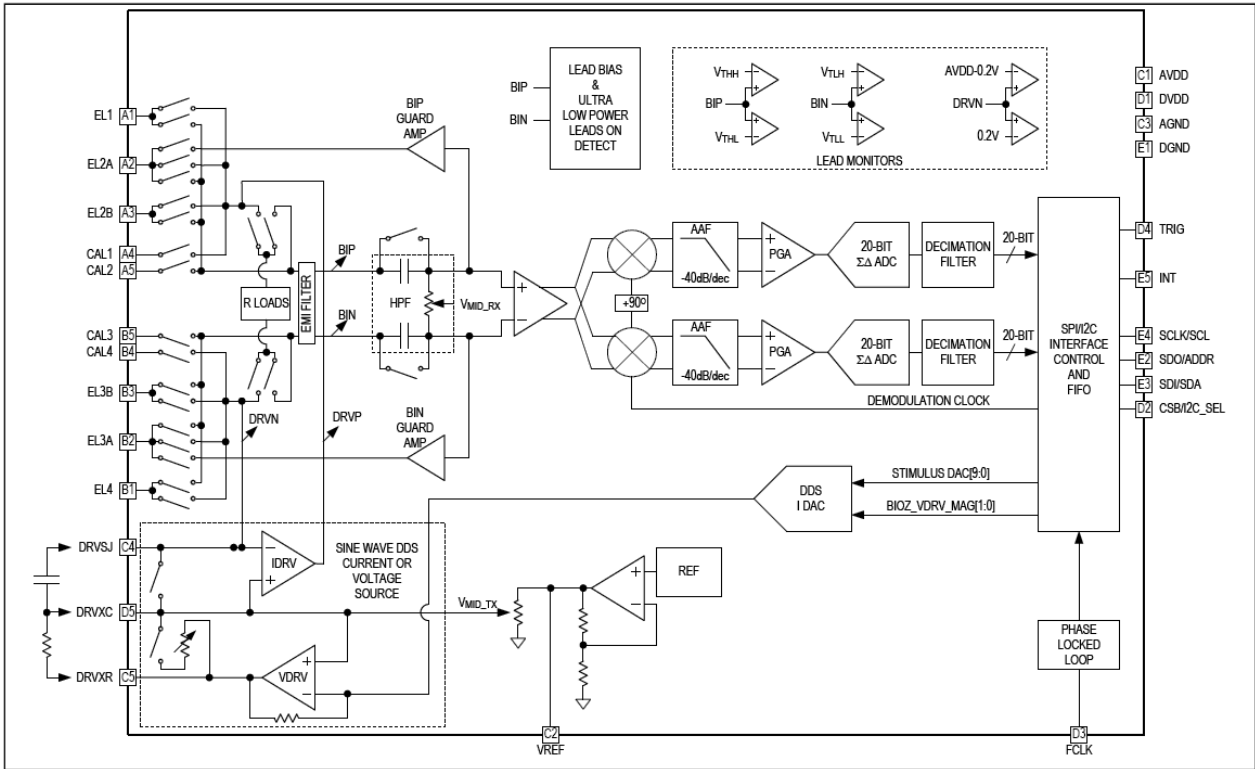 EL1 A1
EL2A A2
EL2B A3
CAL1 A4
CAL2 A5
CAL3 B5
CAL4 B4
EL3B B3
EL3A B2
EL4 B1
DRVSJ C4
DRVXC D5
DRVXR C5
BIP
GUARD
AMP
R LOADS
EMI FILTER
BIP
BIN
HPF
VMID_RX
DRVN
DRVP
BIN
GUARD
AMP
BIP
BIN
LEAD BIAS
&
ULTRA
LOW POWER
LEADS ON
DETECT
VTHH
BIP
VTHL
VTLH
BIN
VTLL
AVDD-0.2V
DRVN
0.2V
LEAD MONITORS
+
−
+90º
AAF
-40dB/dec
+
−
PGA
20-BIT
ΣΔ ADC
DECIMATION
FILTER
20-BIT
AAF
-40dB/dec
+
−
PGA
20-BIT
ΣΔ ADC
DECIMATION
FILTER
20-BIT
DEMODULATION CLOCK
SPI/I2C
INTERFACE
CONTROL
AND
FIFO
C1 AVDD
D1 DVDD
C3 AGND
E1 DGND
D4 TRIG
E5 INT
E4 SCLK/SCL
E2 SDO/ADDR
E3 SDI/SDA
D2 CSB/I2C_SEL
DDS
I DAC
STIMULUS DAC[9:0]
BIOZ_VDRV_MAG[1:0]
−
IDRV
+
SINE WAVE DDS
CURRENT OR
VOLTAGE
SOURCE
VMID_TX
+
VDRV
−
+
−
REF
PHASE
LOCKED
LOOP
C2
VREF
D3
FCLK